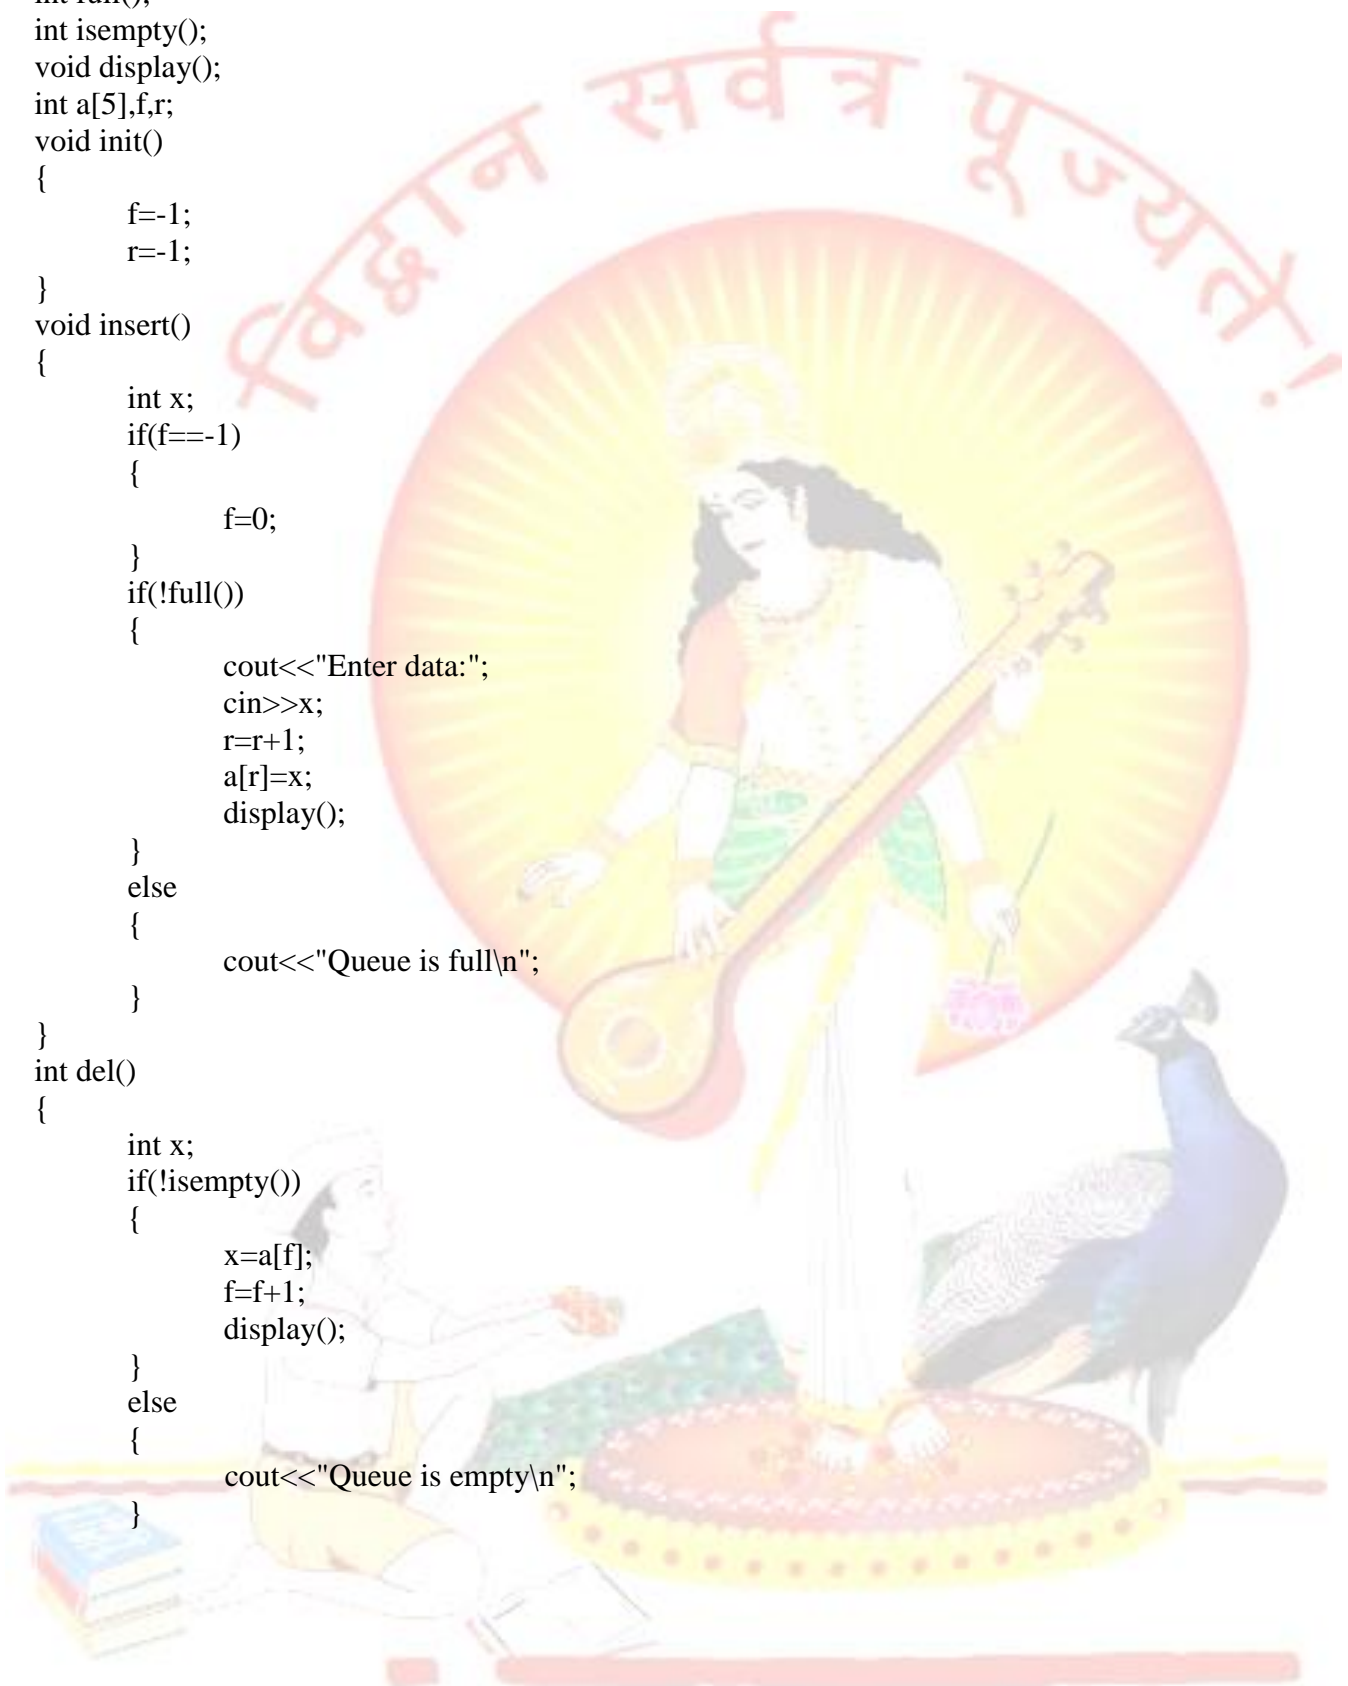 int full();
int isempty();
void display();
int a[5],f,r;
void init()
{
f=-1;
r=-1;
}
void insert()
{
int x;
if(f==-1)
{
f=0;
}
if(!full())
{
cout<<"Enter data:";
cin>>x;
r=r+1;
a[r]=x;
display();
}
else
{
cout<<"Queue is full\n";
}
}
int del()
{
int x;
if(!isempty())
{
x=a[f];
f=f+1;
display();
}
else
{
cout<<"Queue is empty\n";
}
विद्वान सर्वत्र पूज्यते!